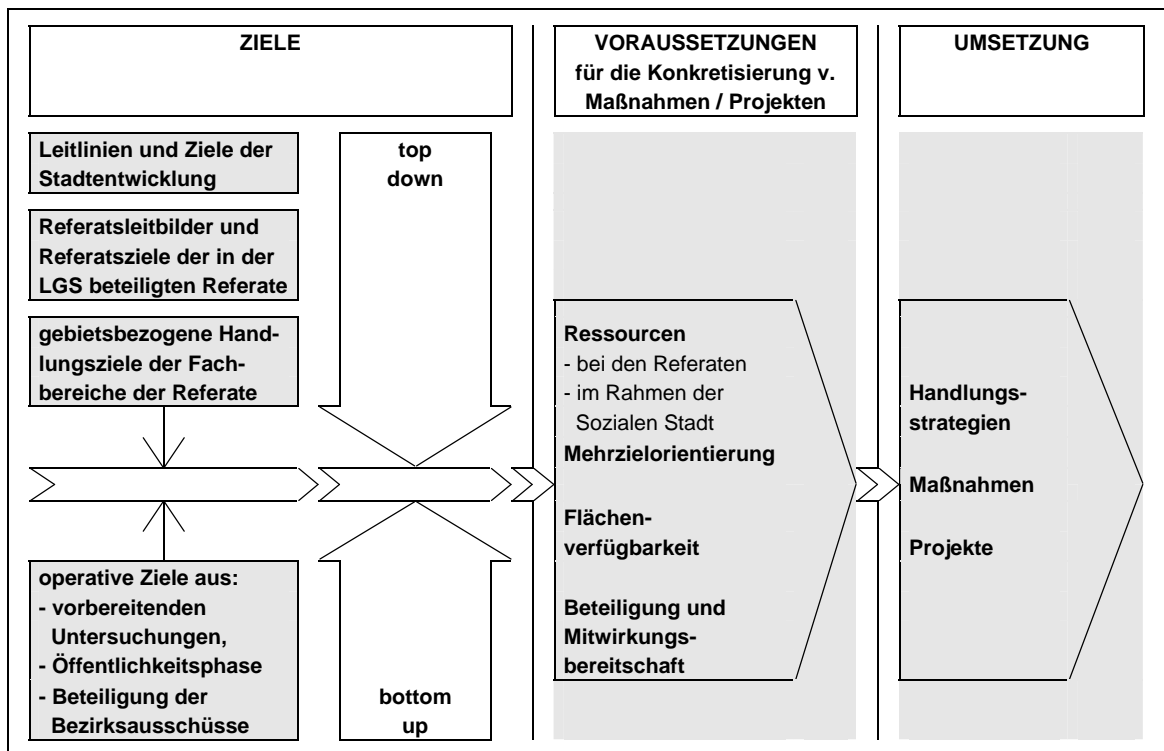 ZIELE
VORAUSSETZUNGEN
für die Konkretisierung v.
Maßnahmen / Projekten
UMSETZUNG
Leitlinien und Ziele der
Stadtentwicklung
Referatsleitbilder und
Referatsziele der in der
LGS beteiligten Referate
gebietsbezogene Hand-
lungsziele der Fach-
bereiche der Referate
top
down
operative Ziele aus:
- vorbereitenden
Untersuchungen,
- Öffentlichkeitsphase
- Beteiligung der
Bezirksausschüsse
bottom
up
Ressourcen
- bei den Referaten
- im Rahmen der
Sozialen Stadt
Mehrzielorientierung
Flächen-
verfügbarkeit
Beteiligung und
Mitwirkungs-
bereitschaft
Handlungs-
strategien
Maßnahmen
Projekte